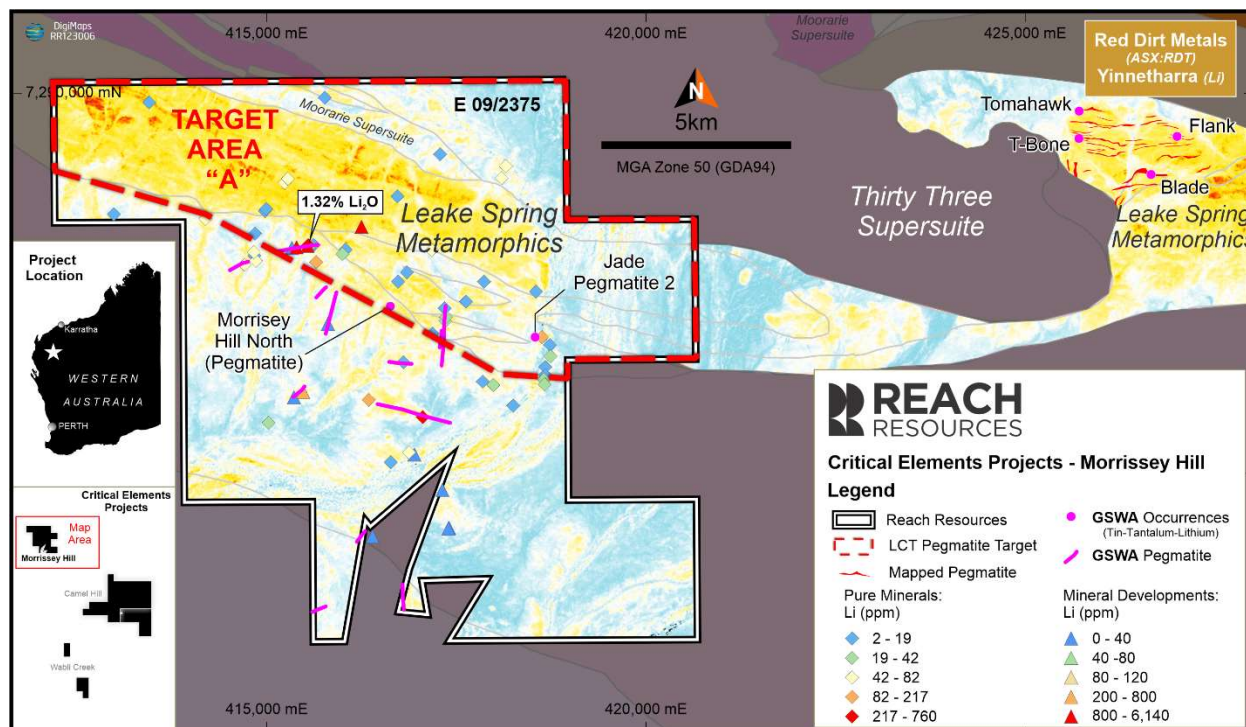 DigiMaps
RR123006
415,000 mE
420,000 mE
425,000 mE
Moorarie
Supersuite
Red Dirt Metals
(ASX:RDT)
Yinnetharra (Li)
7,290,000 mN
E 09/2375
N
5km
MGA Zone 50 (GDA94)
TARGET
AREA
“A”
Moorarie Supersuite
Tomahawk
Flank
T-Bone
Blade
1.32% Li₂O
Leake Spring
Metamorphics
Thirty Three
Supersuite
Leake Spring
Metamorphics
Jade
Pegmatite 2
Morrisey
Hill North
(Pegmatite)
Project
Location
Karratha
WESTERN
AUSTRALIA
PERTH
Critical Elements
Projects
Map
Area
Morrissey Hill
Camel Hill
Wabli Creek
415,000 mE
420,000 mE
REACH
RESOURCES
Critical Elements Projects - Morrissey Hill
Legend
Reach Resources
LCT Pegmatite Target
Mapped Pegmatite
GSWA Occurrences
(Tin-Tantalum-Lithium)
GSWA Pegmatite
Pure Minerals:
Li (ppm)
2 - 19
19 - 42
42 - 82
82 - 217
217 - 760
Mineral Developments:
Li (ppm)
0 - 40
40 -80
80 - 120
200 - 800
800 - 6,140